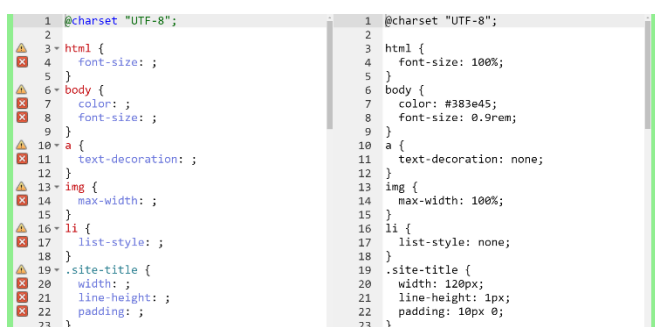 1 @charset "UTF-8";
2
3 html {
4 font-size: ;
5 }
6 body {
7 color: ;
8 font-size: ;
9 }
10 a {
11 text-decoration: ;
12 }
13 img {
14 max-width: ;
15 }
16 li {
17 list-style: ;
18 }
19 .site-title {
20 width: ;
21 line-height: ;
22 padding: ;
23 }
1 @charset "UTF-8";
2
3 html {
4 font-size: 100%;
5 }
6 body {
7 color: #383e45;
8 font-size: 0.9rem;
9 }
10 a {
11 text-decoration: none;
12 }
13 img {
14 max-width: 100%;
15 }
16 li {
17 list-style: none;
18 }
19 .site-title {
20 width: 120px;
21 line-height: 1px;
22 padding: 10px 0;
23 }